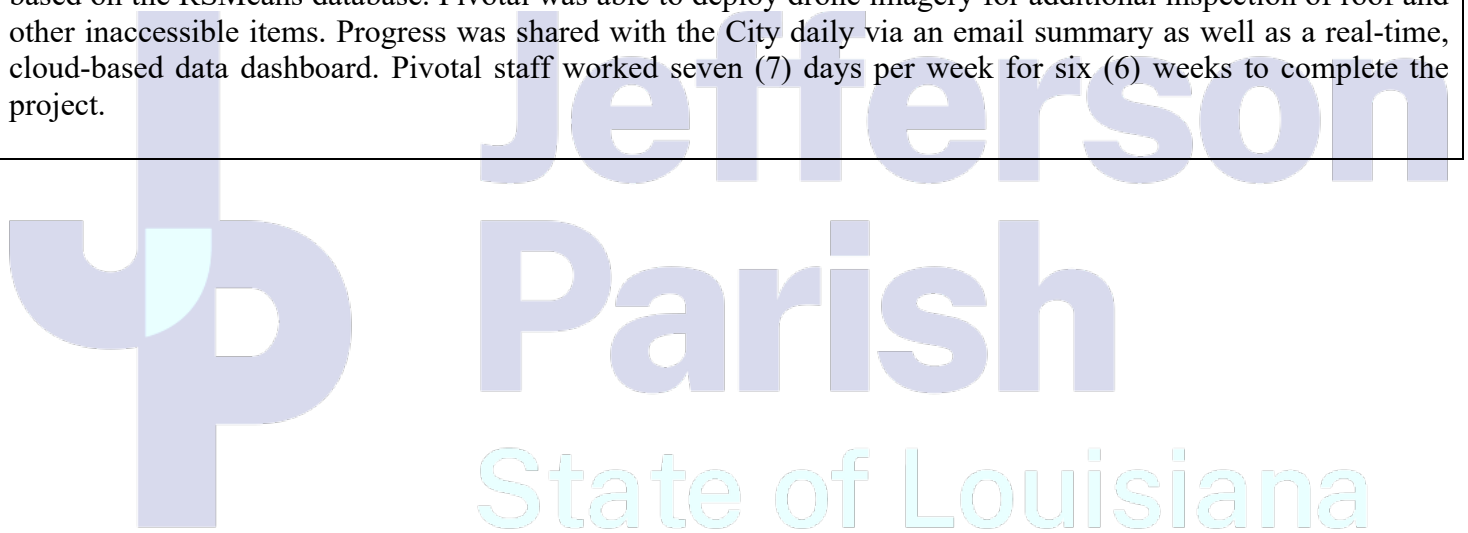 based on the RSMeans database. Pivotal was able to deploy drone imagery for additional inspection of roof and
other inaccessible items. Progress was shared with the City daily via an email summary as well as a real-time,
cloud-based data dashboard. Pivotal staff worked seven (7) days per week for six (6) weeks to complete the
project.
Jefferson
Parish
State of Louisiana